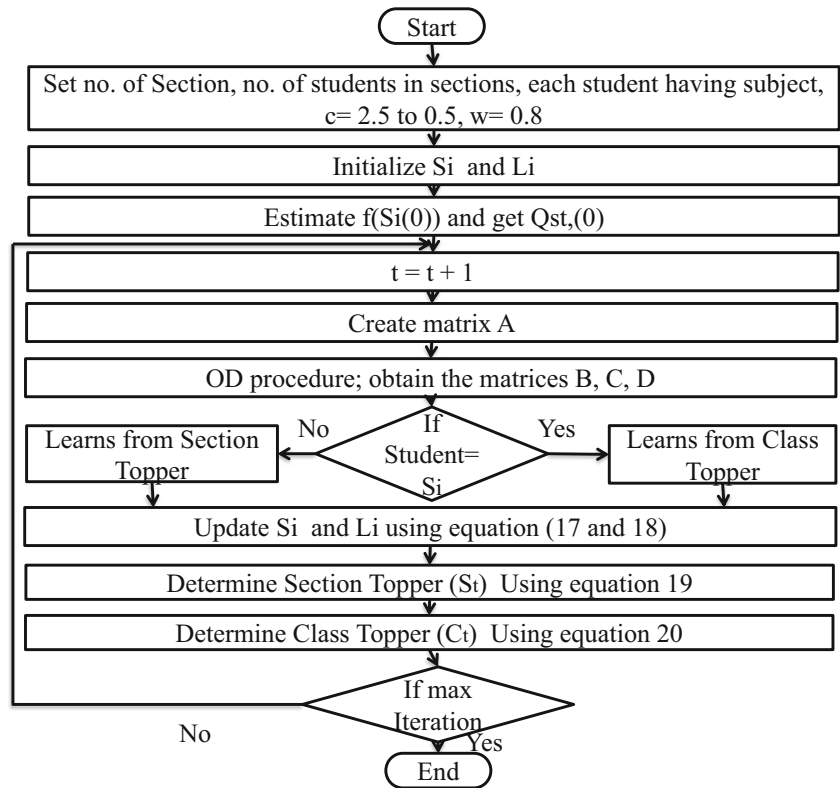 Start
Set no. of Section, no. of students in sections, each student having subject,
c= 2.5 to 0.5, w= 0.8
Initialize Si and Li
Estimate f(Si(0)) and get Qst,(0)
t = t + 1
Create matrix A
OD procedure; obtain the matrices B, C, D
No
If
Student=
Si
Yes
Learns from Section
Topper
Learns from Class
Topper
Update Si and Li using equation (17 and 18)
Determine Section Topper (St) Using equation 19
Determine Class Topper (Ct) Using equation 20
If max
Iteration
No
Yes
End